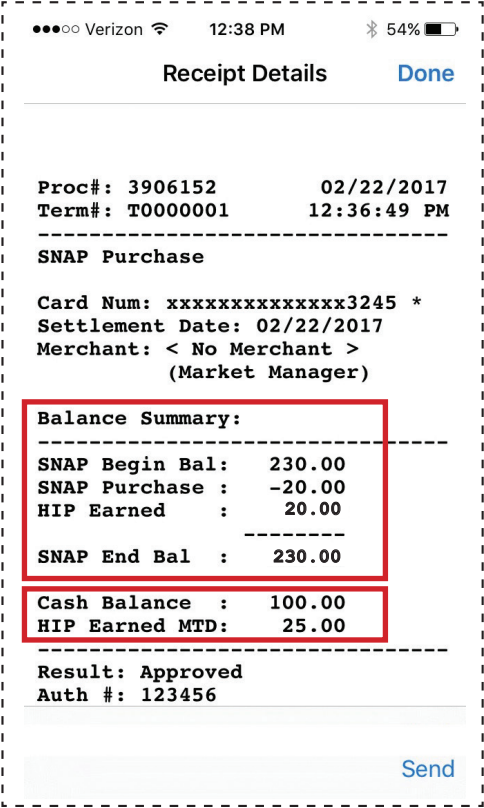 Verizon 12:38 PM 54%
Receipt Details Done
Proc#: 3906152 02/22/2017
Term#: T0000001 12:36:49 PM
--------------------------------
SNAP Purchase
Card Num: xxxxxxxxxxxxxx3245 *
Settlement Date: 02/22/2017
Merchant: < No Merchant >
(Market Manager)
Balance Summary:
--------------------------------
SNAP Begin Bal: 230.00
SNAP Purchase : -20.00
HIP Earned : 20.00
--------
SNAP End Bal : 230.00
Cash Balance : 100.00
HIP Earned MTD: 25.00
--------------------------------
Result: Approved
Auth #: 123456
Send